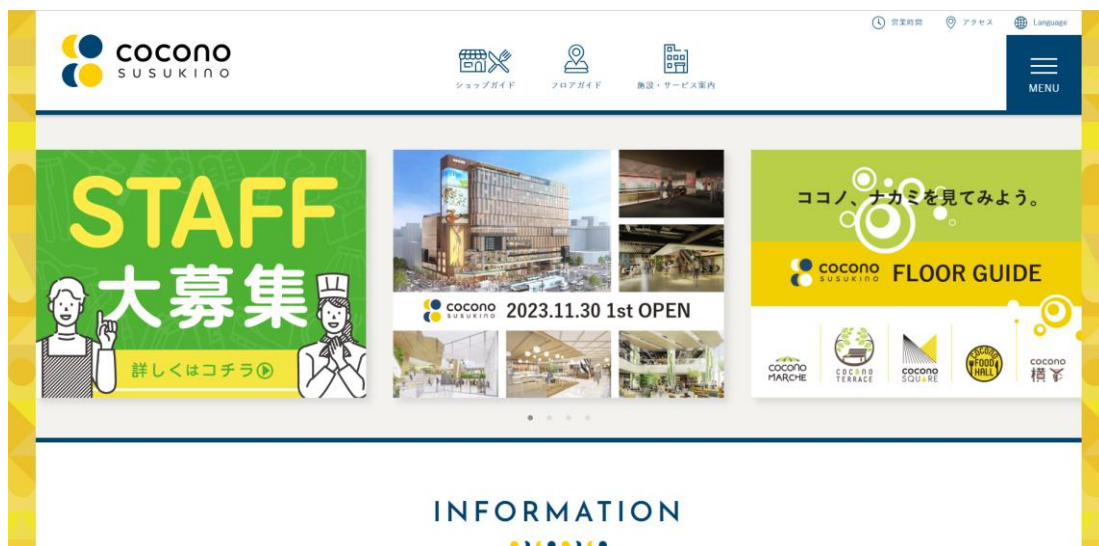 営業時間
アクセス
Language
cocono
SUSUKINO
ショップガイド
フロアガイド
施設・サービス案内
MENU
STAFF
大募集
詳しくはコチラ
cocono
SUSUKINO
2023.11.30 1st OPEN
ココノ、ナカミを見てみよう。
cocono
SUSUKINO
FLOOR GUIDE
cocono
MARCHE
cocono
TERRACE
cocono
SQUARE
COCONO
FOOD
HALL
cocono
横丁
INFORMATION